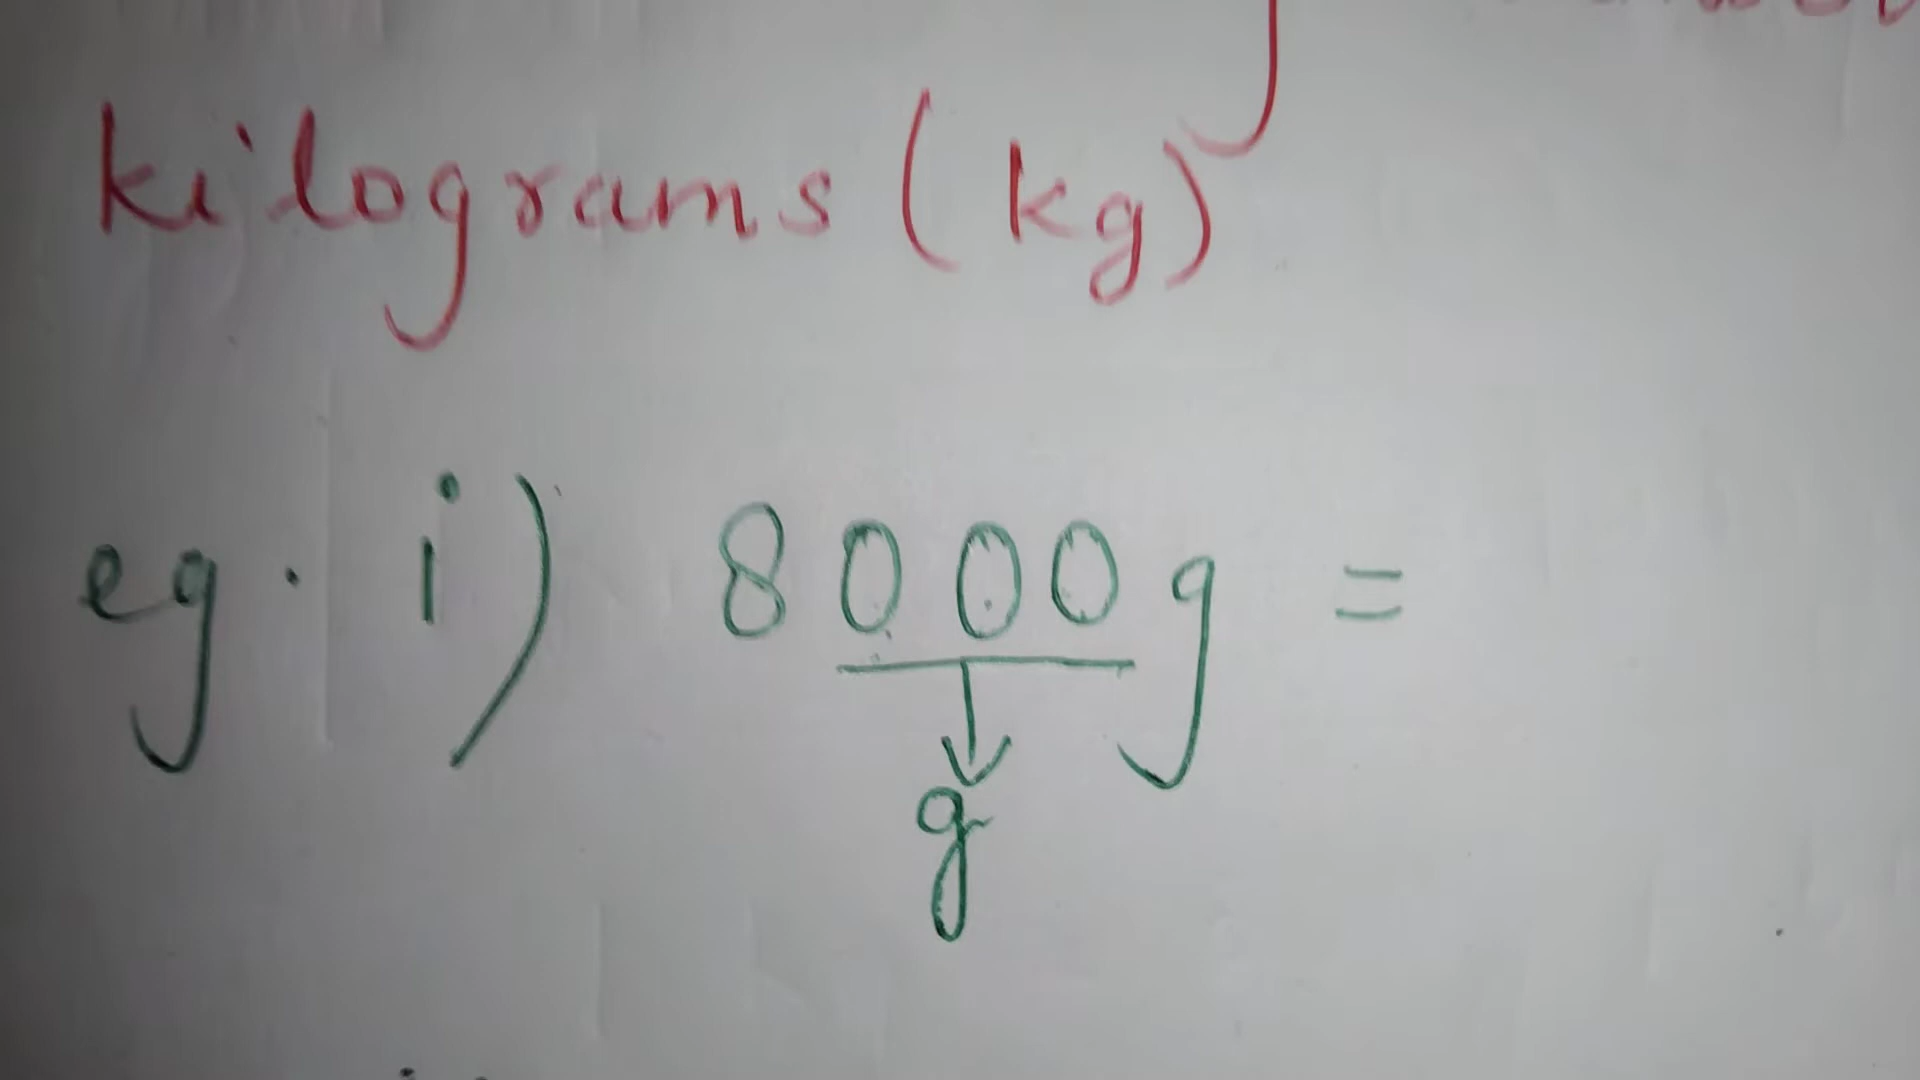 kilograms (kg)
eg. i) 8000g =
g